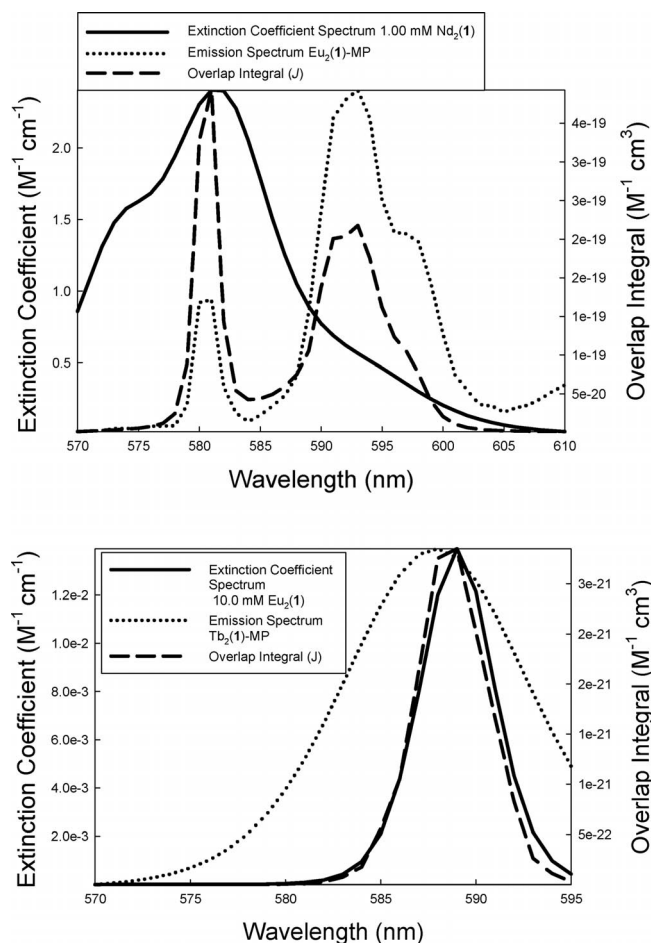 Extinction Coefficient Spectrum 1.00 mM Nd₂(1)
Emission Spectrum Eu₂(1)-MP
Overlap Integral (J)
Extinction Coefficient (M⁻¹ cm⁻¹)
2.0
1.5
1.0
0.5
4e-19
3e-19
3e-19
2e-19
2e-19
1e-19
1e-19
5e-20
Overlap Integral (M⁻¹ cm³)
570 575 580 585 590 595 600 605 610
Wavelength (nm)
Extinction Coefficient
Spectrum
10.0 mM Eu₂(1)
Emission Spectrum
Tb₂(1)-MP
Overlap Integral (J)
Extinction Coefficient (M⁻¹ cm⁻¹)
1.2e-2
1.0e-2
8.0e-3
6.0e-3
4.0e-3
2.0e-3
3e-21
2e-21
2e-21
1e-21
1e-21
5e-22
Overlap Integral (M⁻¹ cm³)
570 575 580 585 590 595
Wavelength (nm)